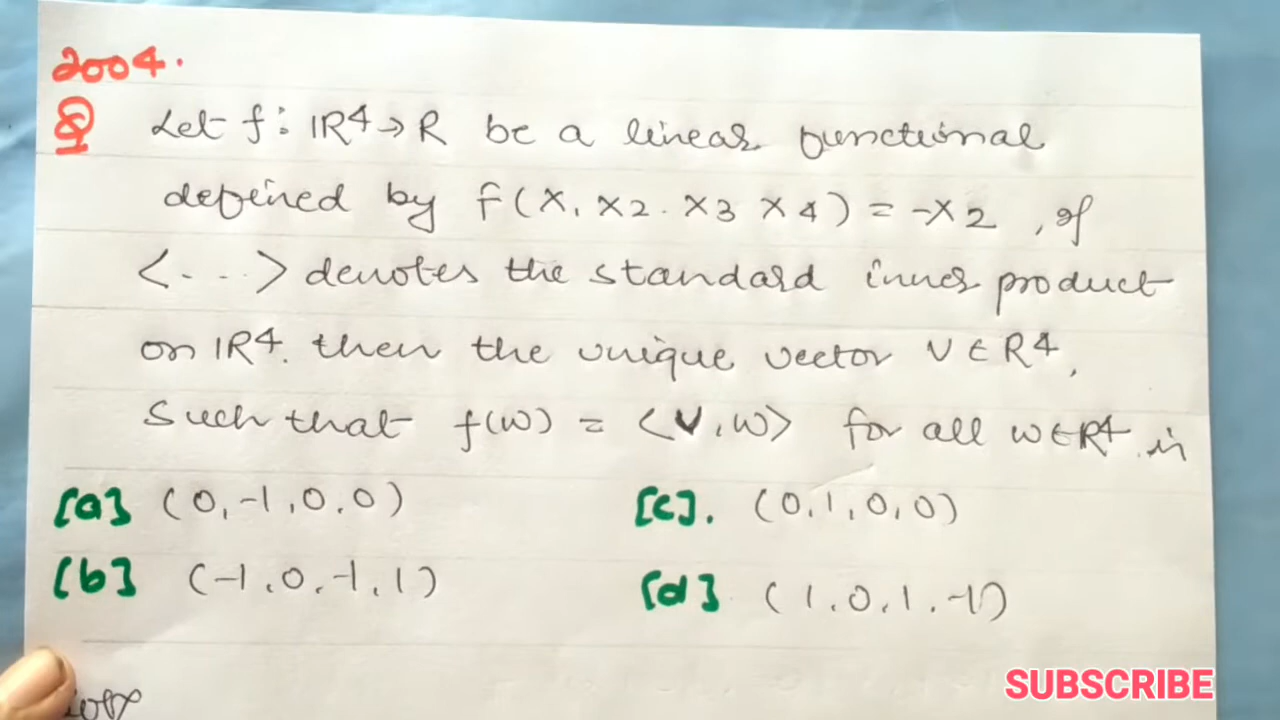 2004.
Q Let f: IR4→R be a linear functional
defined by f(x, x2. x3 x4) = -x2 , if
<...> denotes the standard inner product
on IR4. then the unique vector V∈R4,
Such that f(w) = <V, w> for all w∈R4. is
[a] (0,-1,0.0) [c]. (0,1,0,0)
[b] (-1,0.-1,1) [d] (1.0,1.-1)
SUBSCRIBE